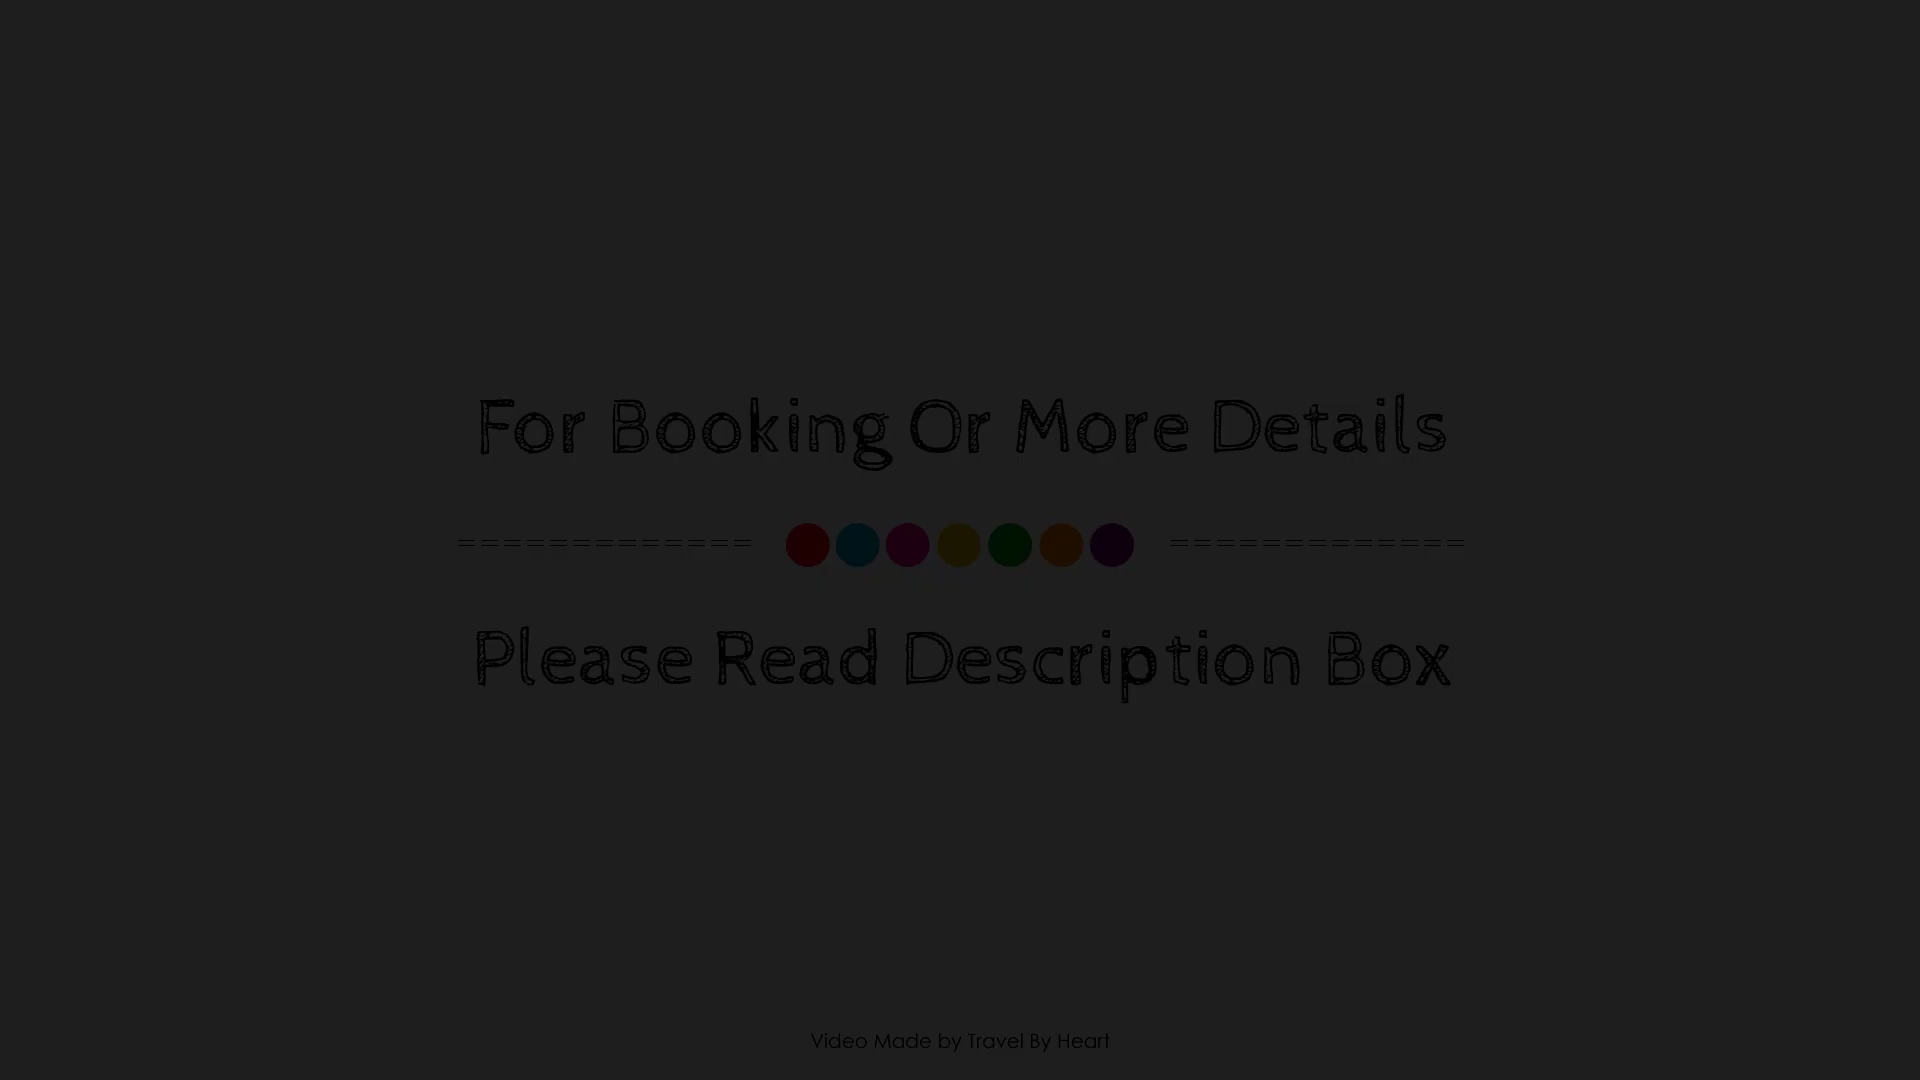 For Booking Or More Details
============= =============
Please Read Description Box
Video Made by Travel By Heart